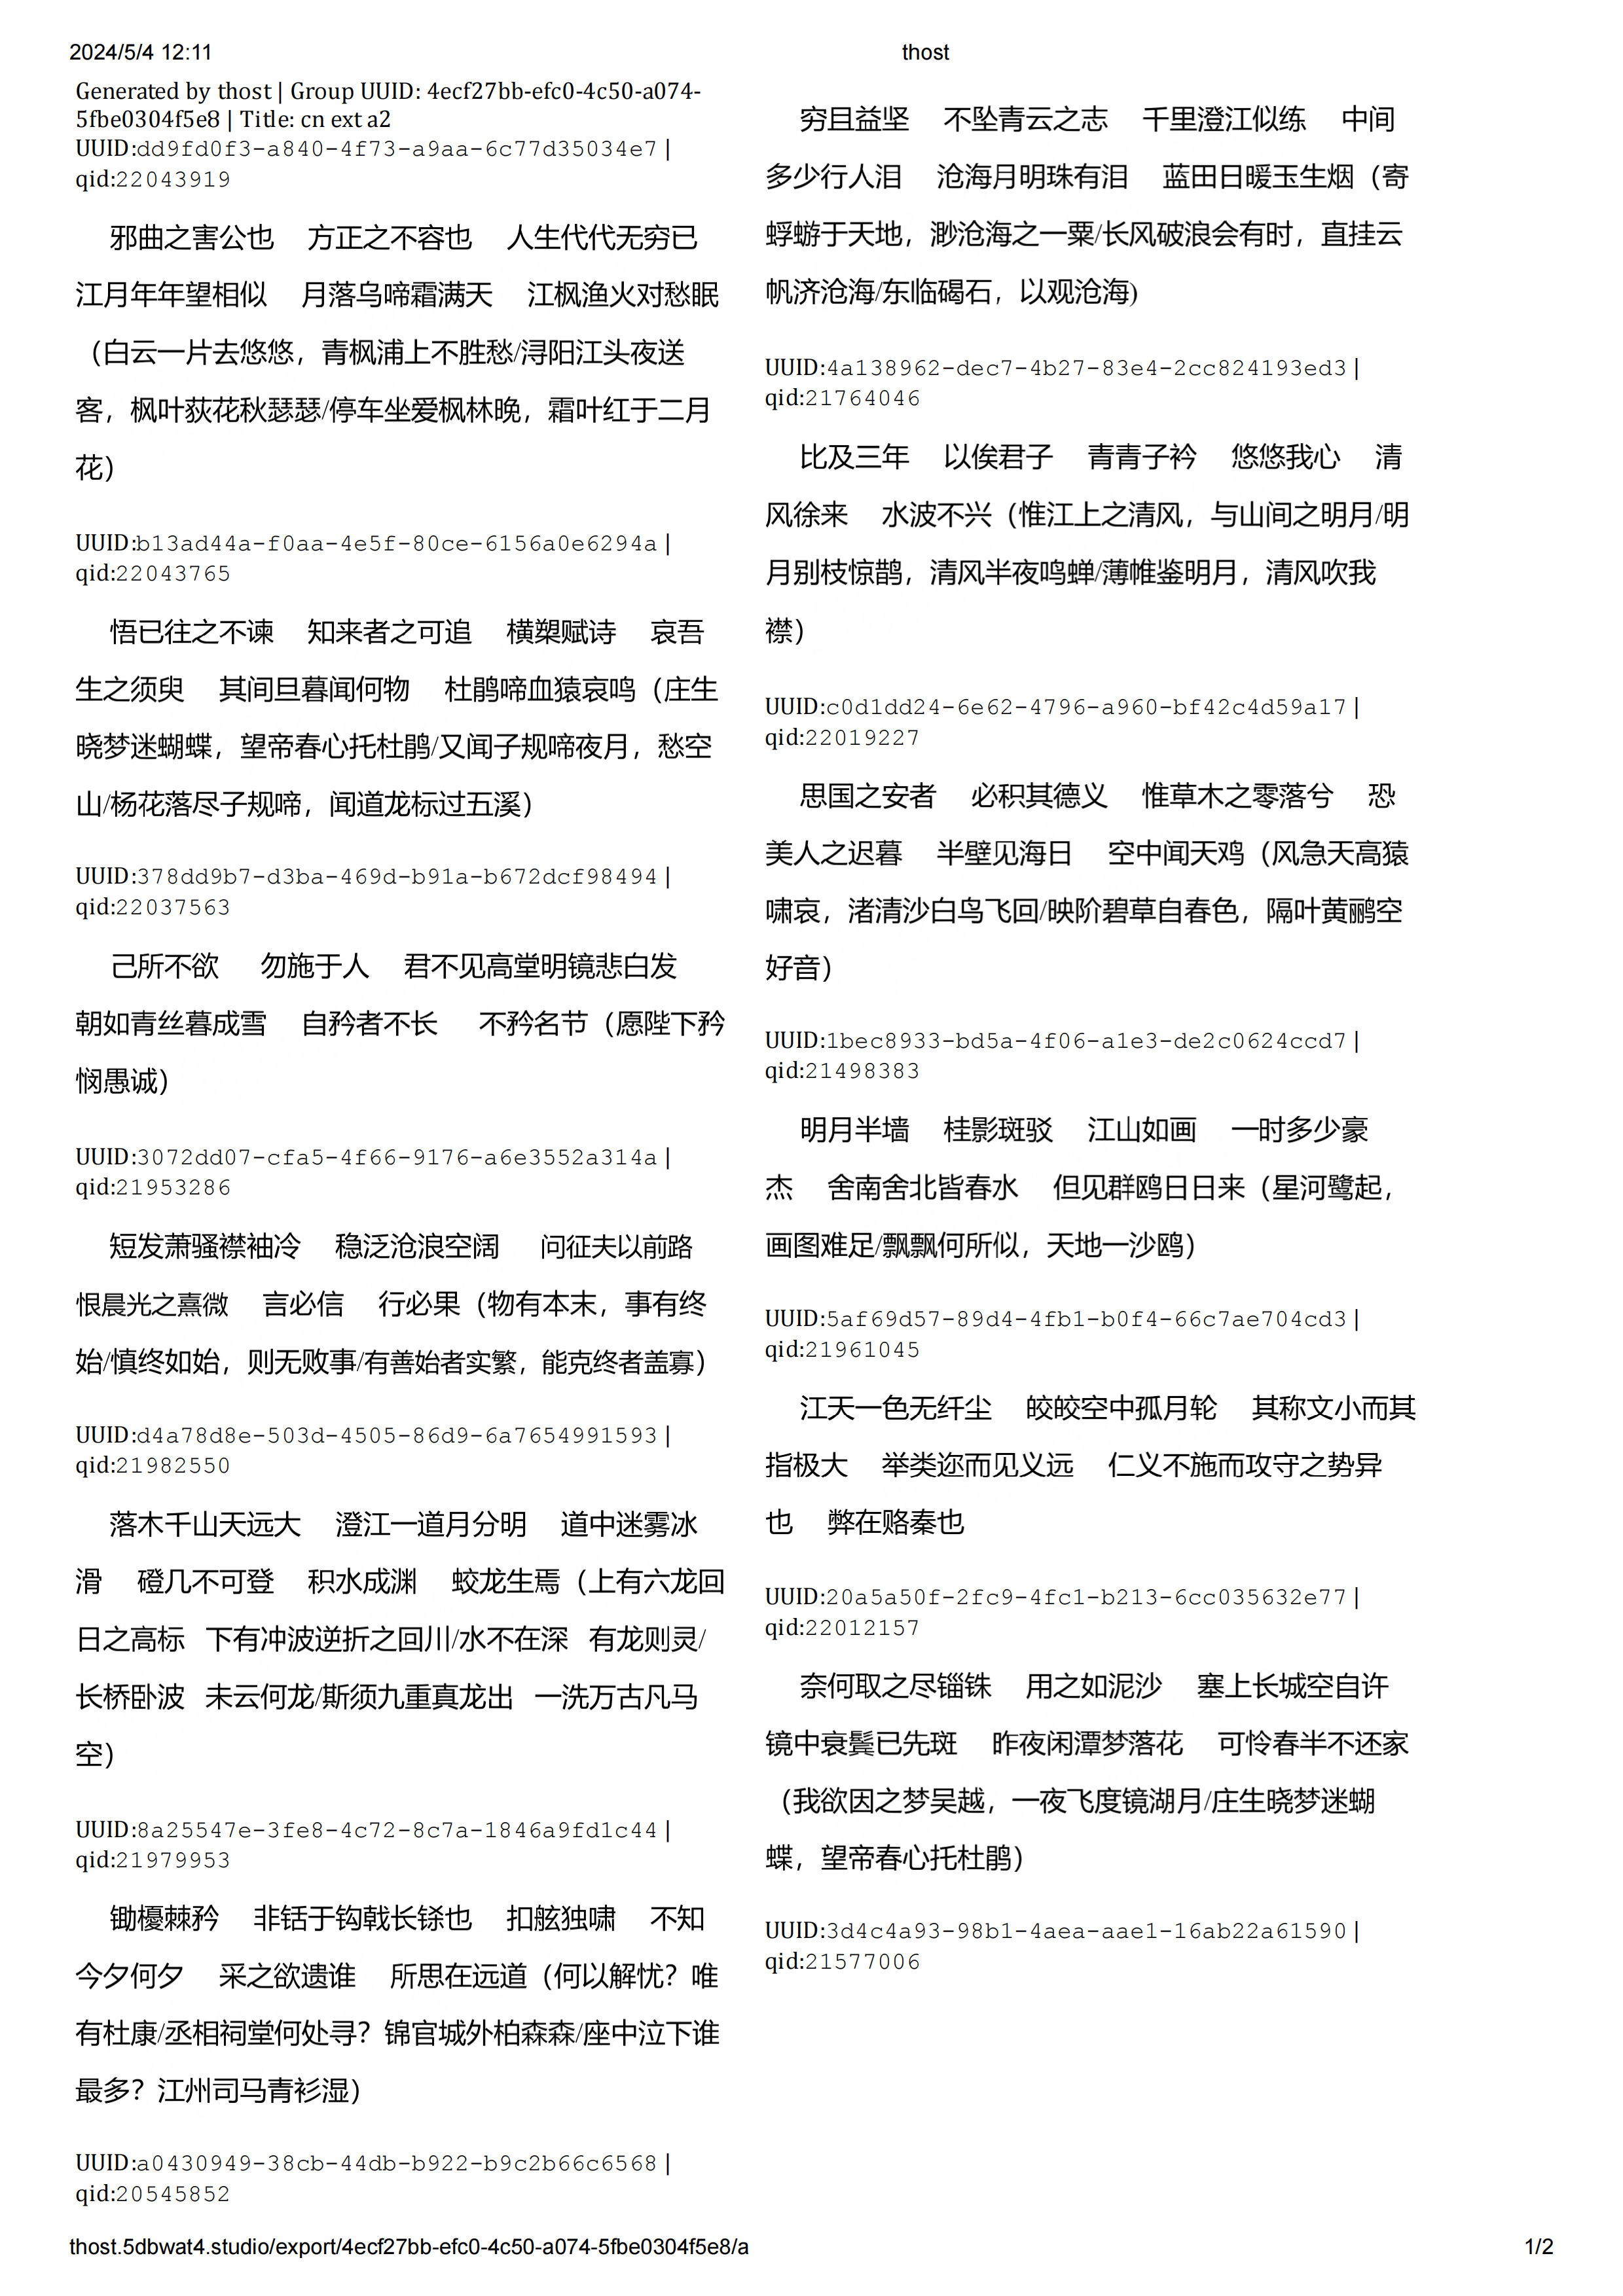 2024/5/4 12:11
thost
Generated by thost | Group UUID: 4ecf27bb-efc0-4c50-a074-
5fbe0304f5e8 | Title: cn ext a2
UUID:dd9fd0f3-a840-4f73-a9aa-6c77d35034e7 |
qid:22043919
邪曲之害公也 方正之不容也 人生代代无穷已
江月年年望相似 月落乌啼霜满天 江枫渔火对愁眠
（白云一片去悠悠，青枫浦上不胜愁/浔阳江头夜送
客，枫叶荻花秋瑟瑟/停车坐爱枫林晚，霜叶红于二月
花）
UUID:b13ad44a-f0aa-4e5f-80ce-6156a0e6294a |
qid:22043765
悟已往之不谏 知来者之可追 横槊赋诗 哀吾
生之须臾 其间旦暮闻何物 杜鹃啼血猿哀鸣（庄生
晓梦迷蝴蝶，望帝春心托杜鹃/又闻子规啼夜月，愁空
山/杨花落尽子规啼，闻道龙标过五溪）
UUID:378dd9b7-d3ba-469d-b91a-b672dcf98494 |
qid:22037563
己所不欲 勿施于人 君不见高堂明镜悲白发
朝如青丝暮成雪 自矜者不长 不矜名节（愿陛下矜
悯愚诚）
UUID:3072dd07-cfa5-4f66-9176-a6e3552a314a |
qid:21953286
短发萧骚襟袖冷 稳泛沧浪空阔 问征夫以前路
恨晨光之熹微 言必信 行必果（物有本末，事有终
始/慎终如始，则无败事/有善始者实繁，能克终者盖寡）
UUID:d4a78d8e-503d-4505-86d9-6a7654991593 |
qid:21982550
落木千山天远大 澄江一道月分明 道中迷雾冰
滑 磴几不可登 积水成渊 蛟龙生焉（上有六龙回
日之高标 下有冲波逆折之回川/水不在深 有龙则灵/
长桥卧波 未云何龙/斯须九重真龙出 一洗万古凡马
空）
UUID:8a25547e-3fe8-4c72-8c7a-1846a9fd1c44 |
qid:21979953
锄櫌棘矜 非铦于钩戟长铩也 扣舷独啸 不知
今夕何夕 采之欲遗谁 所思在远道（何以解忧？唯
有杜康/丞相祠堂何处寻？锦官城外柏森森/座中泣下谁
最多？江州司马青衫湿）
UUID:a0430949-38cb-44db-b922-b9c2b66c6568 |
qid:20545852
穷且益坚 不坠青云之志 千里澄江似练 中间
多少行人泪 沧海月明珠有泪 蓝田日暖玉生烟（寄
蜉蝣于天地，渺沧海之一粟/长风破浪会有时，直挂云
帆济沧海/东临碣石，以观沧海)
UUID:4a138962-dec7-4b27-83e4-2cc824193ed3 |
qid:21764046
比及三年 以俟君子 青青子衿 悠悠我心 清
风徐来 水波不兴（惟江上之清风，与山间之明月/明
月别枝惊鹊，清风半夜鸣蝉/薄帷鉴明月，清风吹我
襟）
UUID:c0d1dd24-6e62-4796-a960-bf42c4d59a17 |
qid:22019227
思国之安者 必积其德义 惟草木之零落兮 恐
美人之迟暮 半壁见海日 空中闻天鸡（风急天高猿
啸哀，渚清沙白鸟飞回/映阶碧草自春色，隔叶黄鹂空
好音）
UUID:1bec8933-bd5a-4f06-a1e3-de2c0624ccd7 |
qid:21498383
明月半墙 桂影斑驳 江山如画 一时多少豪
杰 舍南舍北皆春水 但见群鸥日日来（星河鹭起，
画图难足/飘飘何所似，天地一沙鸥）
UUID:5af69d57-89d4-4fb1-b0f4-66c7ae704cd3 |
qid:21961045
江天一色无纤尘 皎皎空中孤月轮 其称文小而其
指极大 举类迩而见义远 仁义不施而攻守之势异
也 弊在赂秦也
UUID:20a5a50f-2fc9-4fc1-b213-6cc035632e77 |
qid:22012157
奈何取之尽锱铢 用之如泥沙 塞上长城空自许
镜中衰鬓已先斑 昨夜闲潭梦落花 可怜春半不还家
（我欲因之梦吴越，一夜飞度镜湖月/庄生晓梦迷蝴
蝶，望帝春心托杜鹃）
UUID:3d4c4a93-98b1-4aea-aae1-16ab22a61590 |
qid:21577006
thost.5dbwat4.studio/export/4ecf27bb-efc0-4c50-a074-5fbe0304f5e8/a
1/2